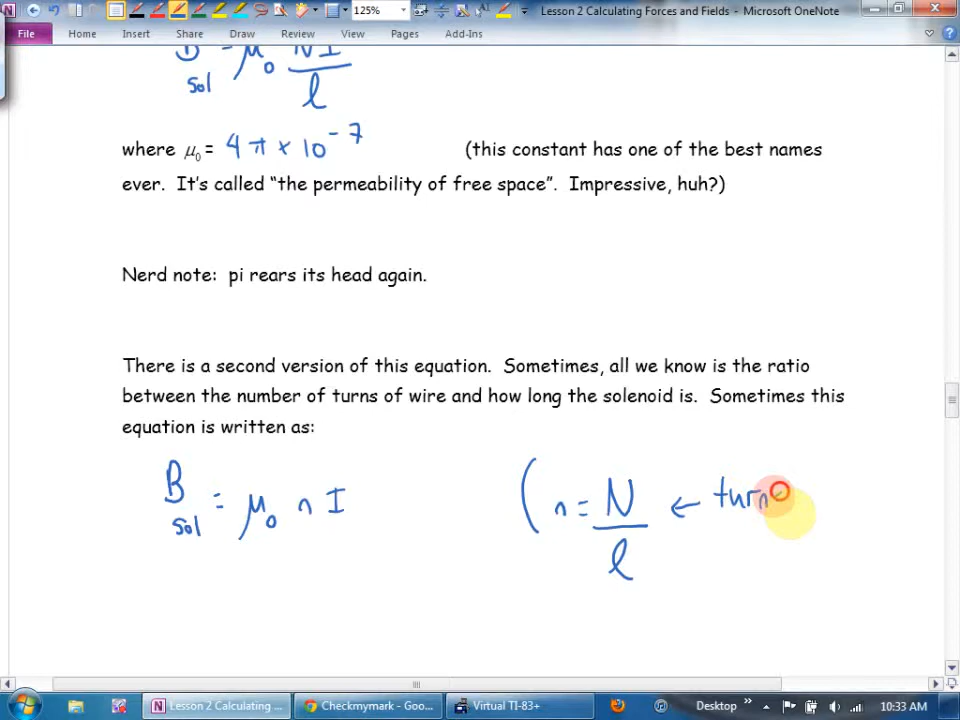 125%
Lesson 2 Calculating Forces and Fields - Microsoft OneNote
File Home Insert Share Draw Review View Pages Add-Ins
B sol = μ₀ NI/l
where μ₀ = 4π × 10⁻⁷ (this constant has one of the best names
ever. It's called "the permeability of free space". Impressive, huh?)
Nerd note: pi rears its head again.
There is a second version of this equation. Sometimes, all we know is the ratio
between the number of turns of wire and how long the solenoid is. Sometimes this
equation is written as:
B sol = μ₀ n I (n = N/l ← turn
Lesson 2 Calculating ... Checkmymark - Goo... Virtual TI-83+ Desktop » 10:33 AM